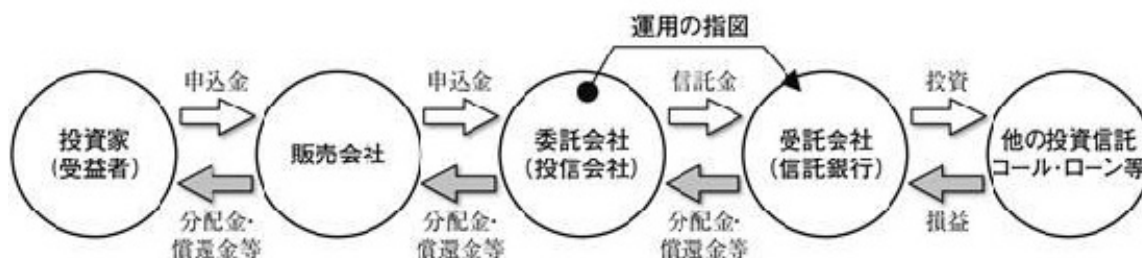 運用の指図
申込金
申込金
信託金
投資
投資家
(受益者)
販売会社
委託会社
(投信会社)
受託会社
(信託銀行)
他の投資信託
コール・ローン等
分配金・
償還金等
分配金・
償還金等
分配金・
償還金等
損益